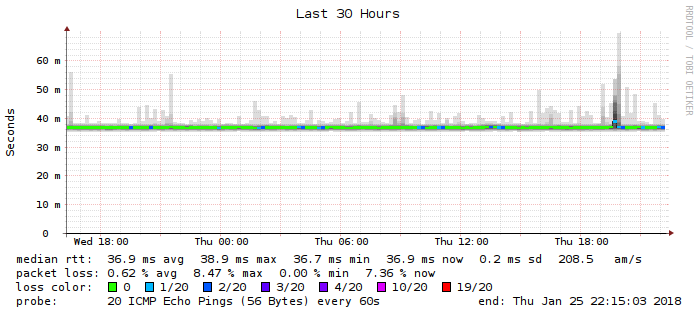 Last 30 Hours
RRDTOOL / TOBI OETIKER
Seconds
60 m
50 m
40 m
30 m
20 m
10 m
0
Wed 18:00 Thu 00:00 Thu 06:00 Thu 12:00 Thu 18:00
median rtt: 36.9 ms avg 38.9 ms max 36.7 ms min 36.9 ms now 0.2 ms sd 208.5 am/s
packet loss: 0.62 % avg 8.47 % max 0.00 % min 7.36 % now
loss color: 0 1/20 2/20 3/20 4/20 10/20 19/20
probe: 20 ICMP Echo Pings (56 Bytes) every 60s end: Thu Jan 25 22:15:03 2018